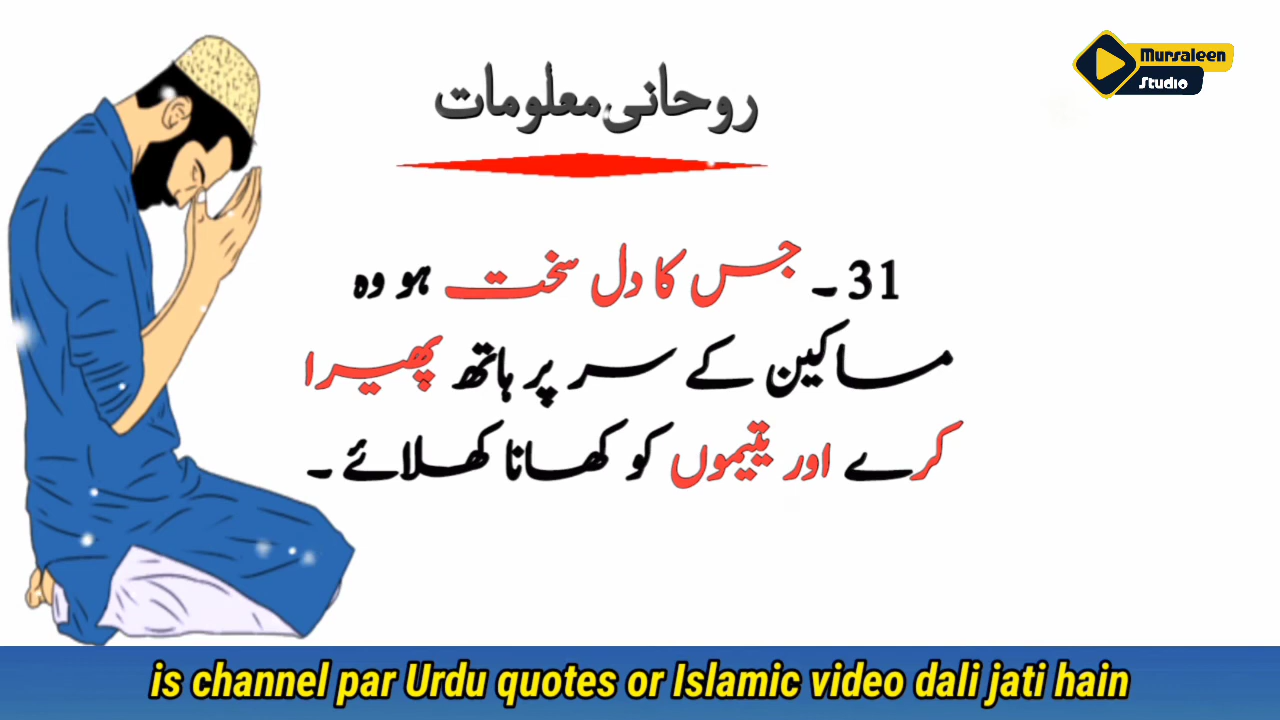 Mursaleen
Studio
روحانی معلومات
31 ۔ جس کا دل سخت ہو وہ
مساکین کے سر پر ہاتھ پھیرا
کرے اور یتیموں کو کھانا کھلائے ۔
is channel par Urdu quotes or Islamic video dali jati hain